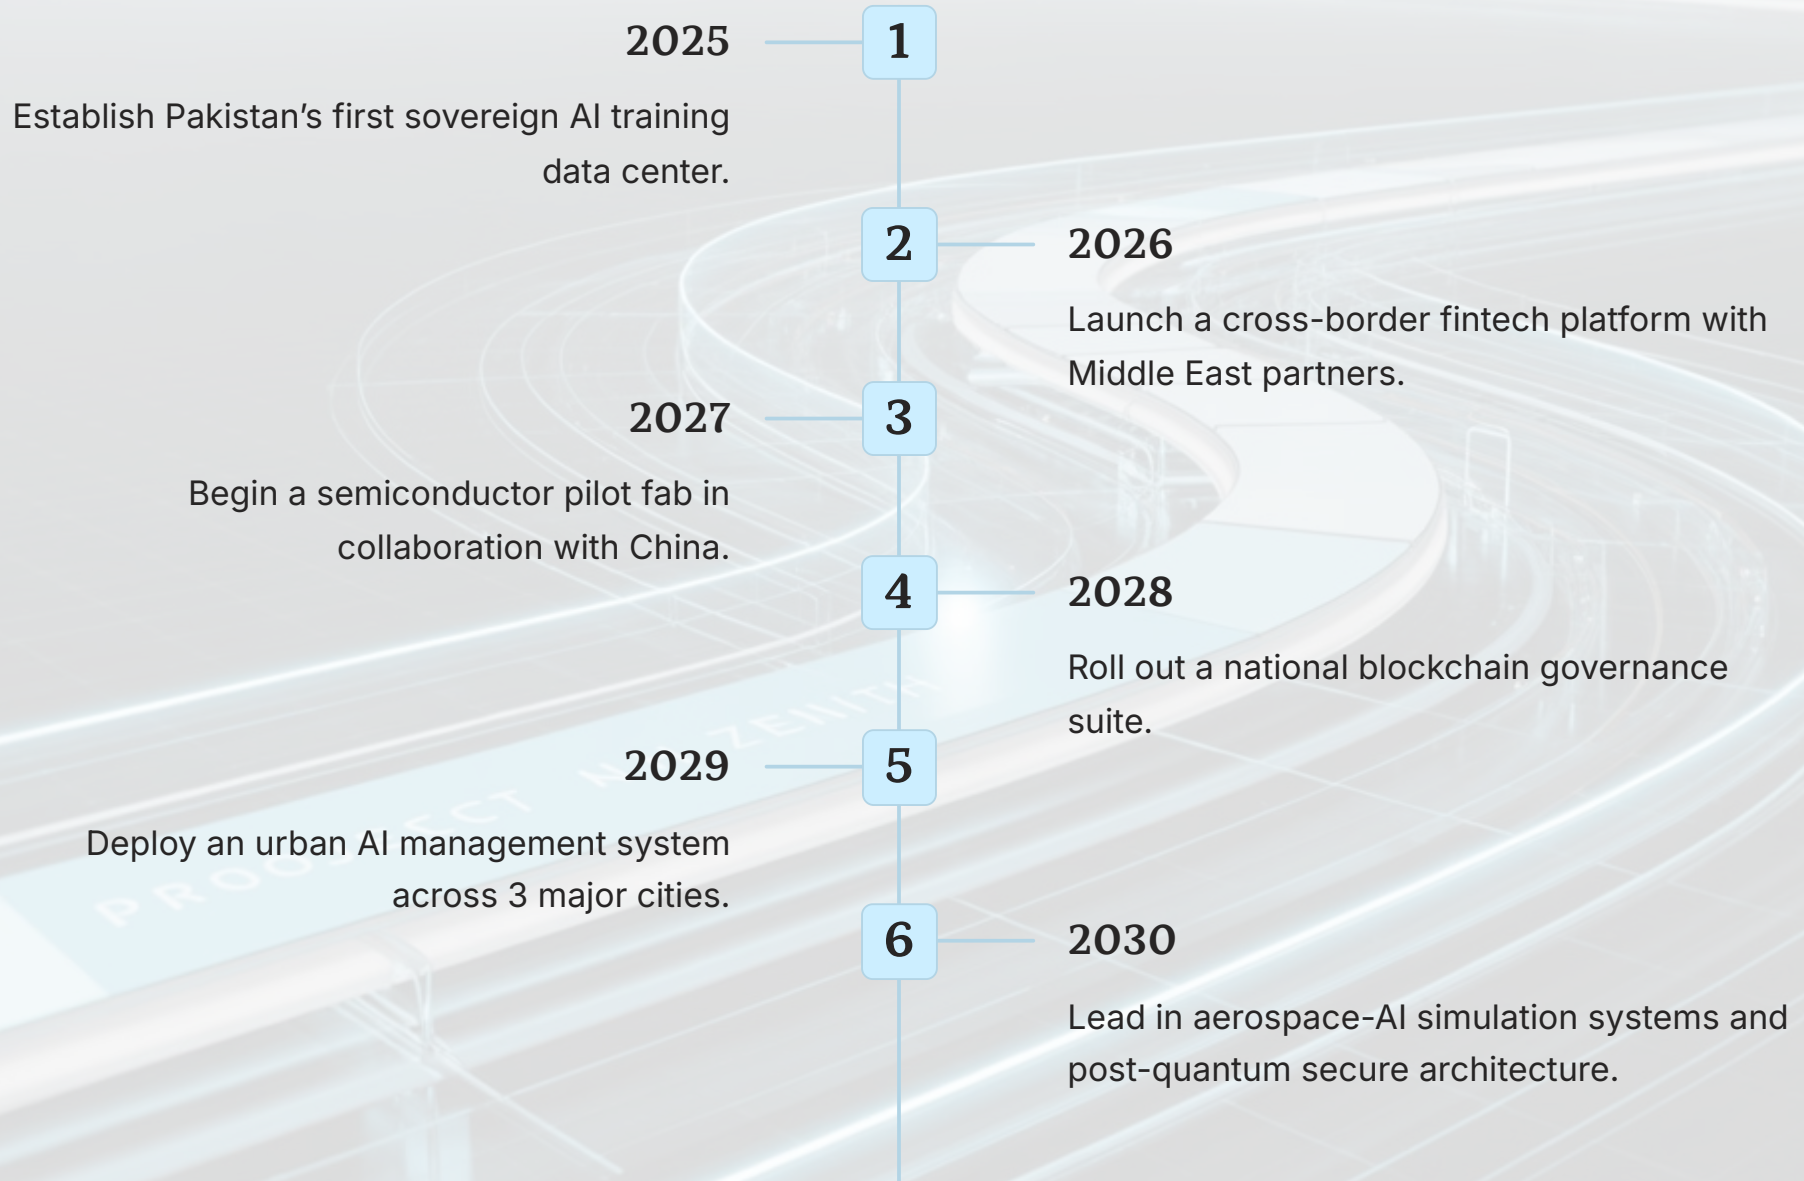 2025
1
Establish Pakistan’s first sovereign AI training
data center.
2
2026
Launch a cross-border fintech platform with
Middle East partners.
2027
3
Begin a semiconductor pilot fab in
collaboration with China.
4
2028
Roll out a national blockchain governance
suite.
2029
5
Deploy an urban AI management system
across 3 major cities.
6
2030
Lead in aerospace-AI simulation systems and
post-quantum secure architecture.
ZENITH